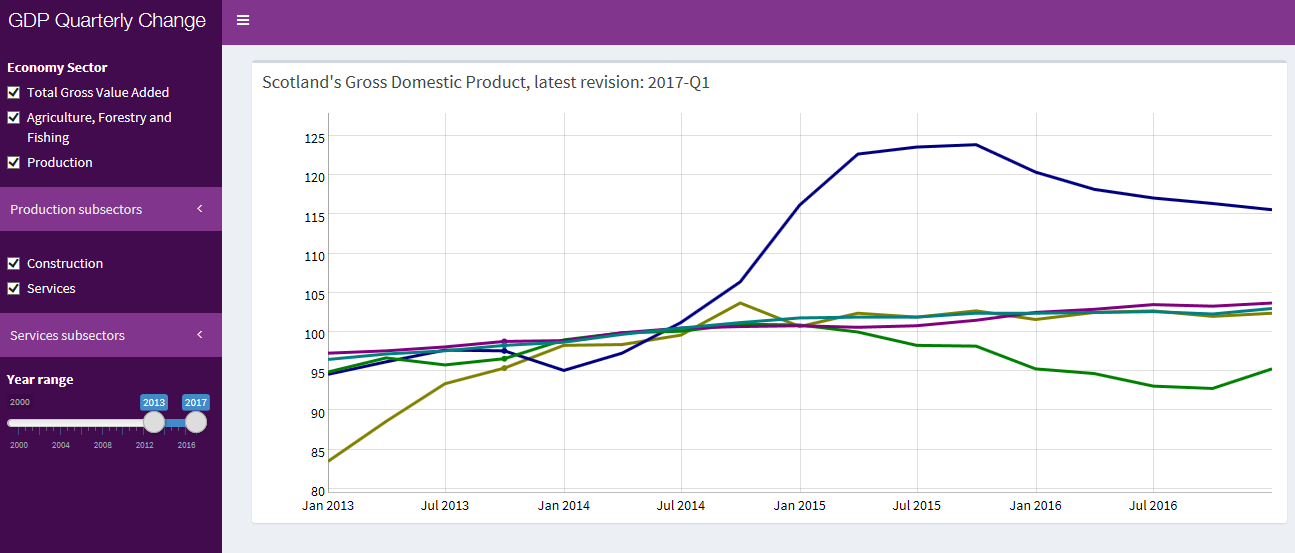 GDP Quarterly Change
Economy Sector
Total Gross Value Added
Agriculture, Forestry and
Fishing
Production
Production subsectors
Construction
Services
Services subsectors
Year range
2000
2013
2017
2000
2004
2008
2012
2016
Scotland's Gross Domestic Product, latest revision: 2017-Q1
125
120
115
110
105
100
95
90
85
80
Jan 2013
Jul 2013
Jan 2014
Jul 2014
Jan 2015
Jul 2015
Jan 2016
Jul 2016